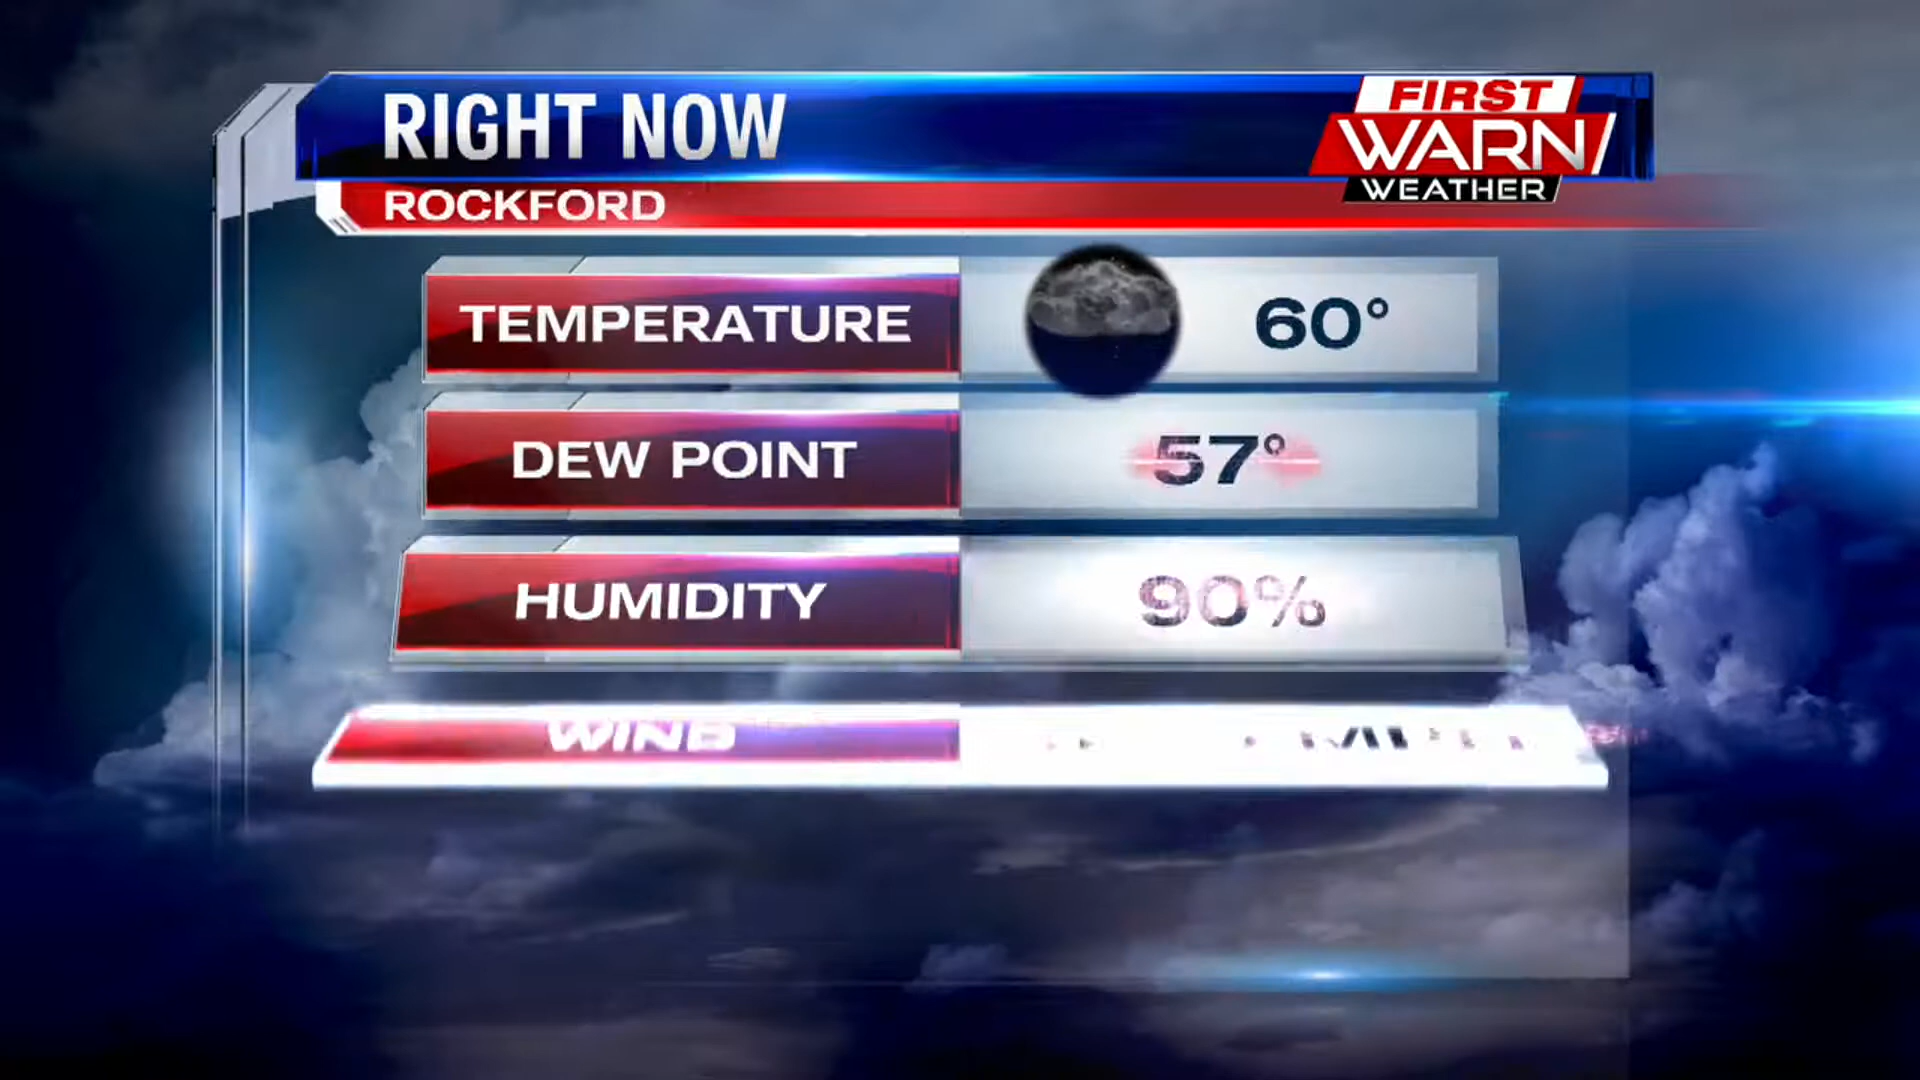 RIGHT NOW
FIRST
WARN
WEATHER
ROCKFORD
TEMPERATURE 60°
DEW POINT 57°
HUMIDITY 90%
WIND